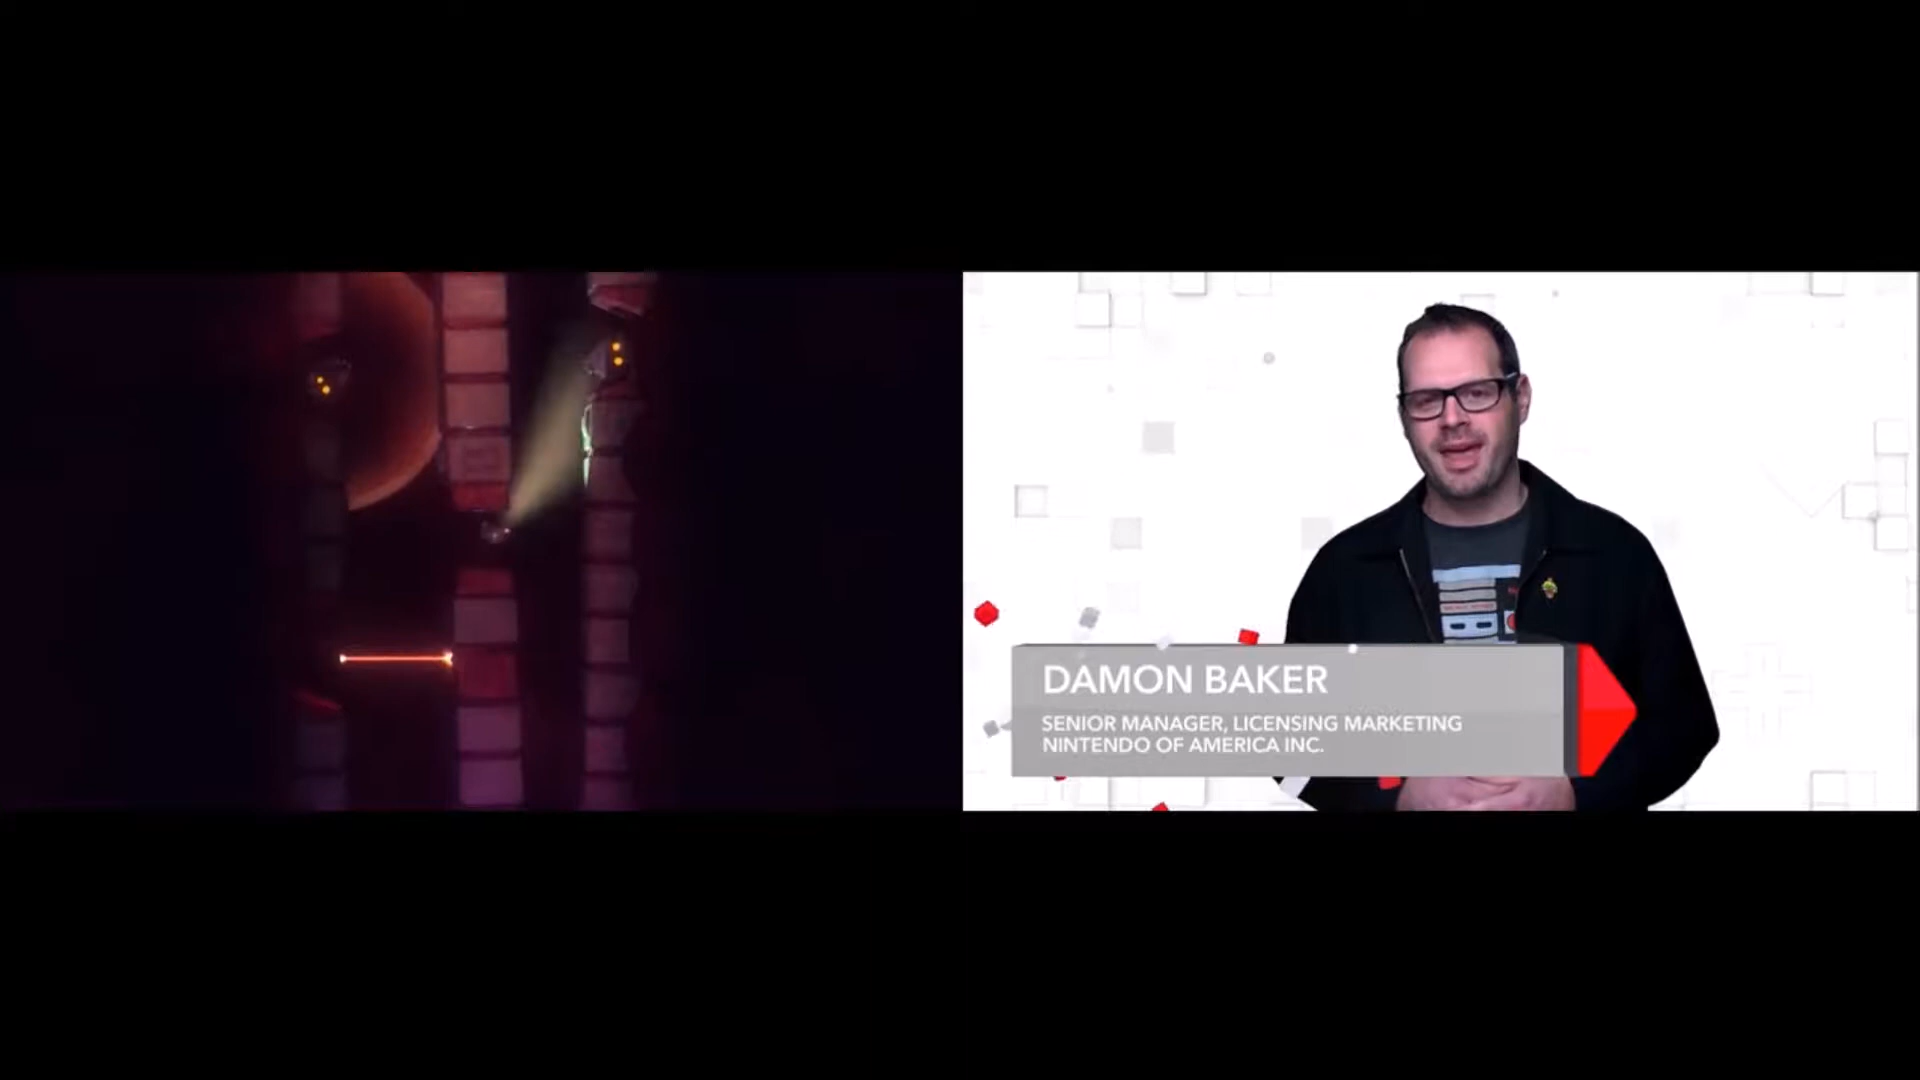 DAMON BAKER
SENIOR MANAGER, LICENSING MARKETING
NINTENDO OF AMERICA INC.